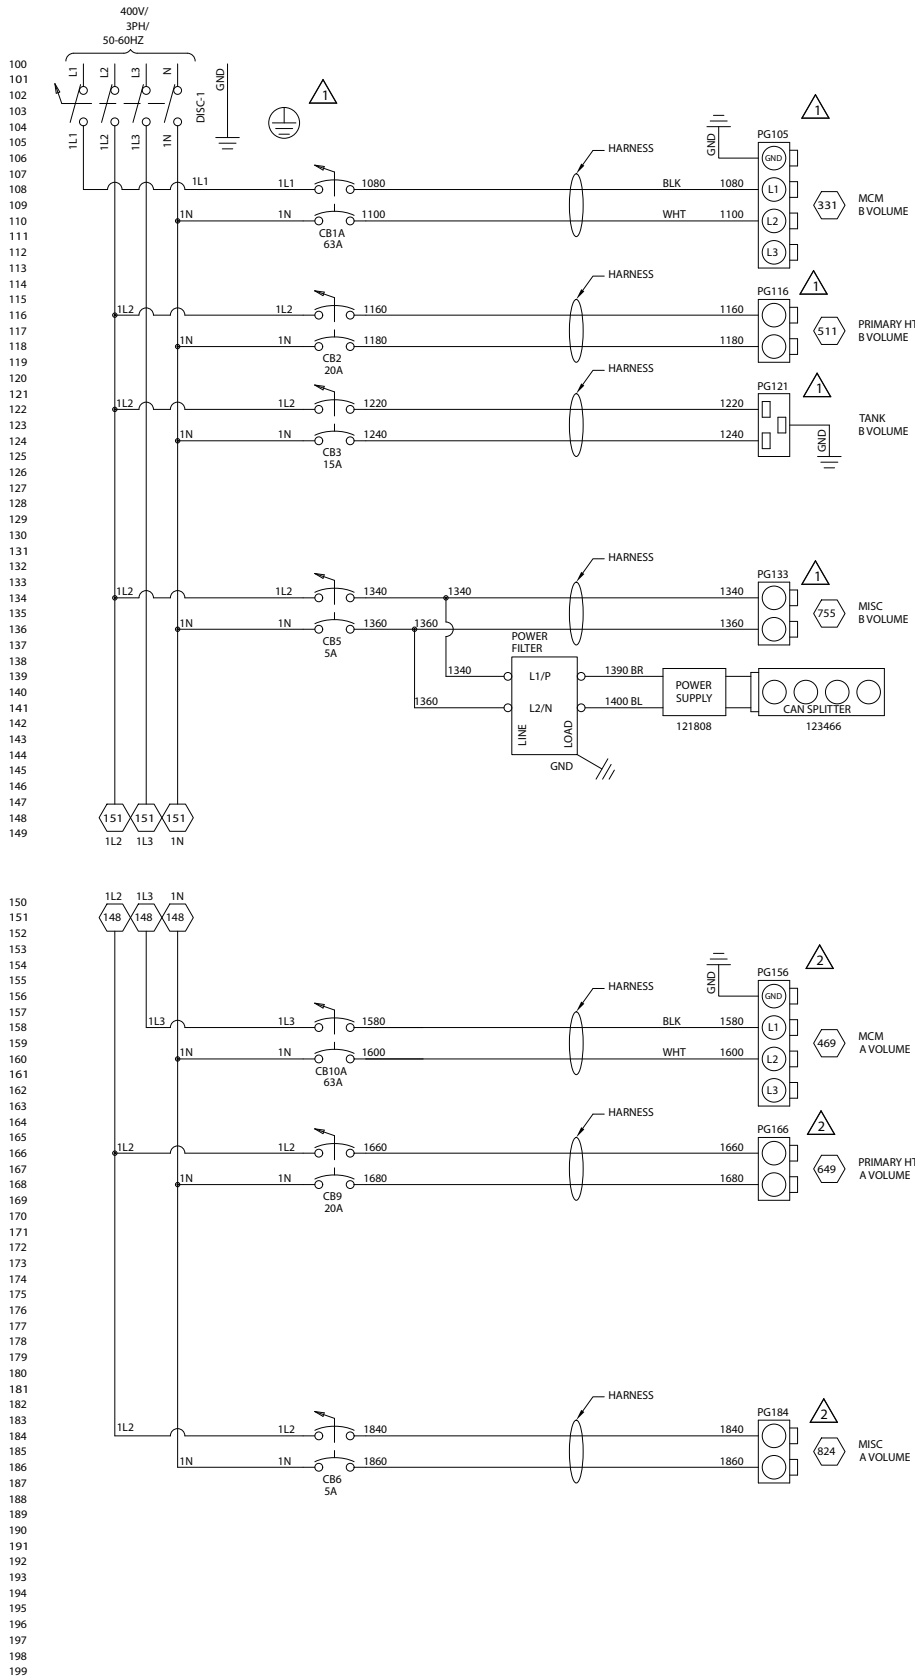 400V/
3PH/
50-60HZ
100
101
102
103
104
105
106
107
108
109
110
111
112
113
114
115
116
117
118
119
120
121
122
123
124
125
126
127
128
129
130
131
132
133
134
135
136
137
138
139
140
141
142
143
144
145
146
147
148
149
L1
L2
L3
N
GND
DISC-1
1L1
1L2
1L3
1N
1
1L1
1L1
1080
HARNESS
BLK
1080
1N
1N
1100
WHT
1100
CB1A
63A
GND
PG105
1
GND
L1
L2
L3
331
MCM
B VOLUME
1L2
1L2
1160
HARNESS
1160
1N
1N
1180
1180
CB2
20A
PG116
1
511
PRIMARY HT
B VOLUME
1L2
1L2
1220
HARNESS
1220
1N
1N
1240
1240
CB3
15A
PG121
1
GND
TANK
B VOLUME
1L2
1L2
1340
1340
HARNESS
1340
1N
1N
1360
1360
1360
CB5
5A
PG133
1
755
MISC
B VOLUME
POWER
FILTER
1340
L1/P
1390 BR
1360
L2/N
1400 BL
LINE
LOAD
GND
POWER
SUPPLY
121808
CAN SPLITTER
123466
151
151
151
1L2
1L3
1N
150
151
152
153
154
155
156
157
158
159
160
161
162
163
164
165
166
167
168
169
170
171
172
173
174
175
176
177
178
179
180
181
182
183
184
185
186
187
188
189
190
191
192
193
194
195
196
197
198
199
1L2
1L3
1N
148
148
148
1L3
1L3
1580
HARNESS
BLK
1580
1N
1N
1600
WHT
1600
CB10A
63A
GND
PG156
2
GND
L1
L2
L3
469
MCM
A VOLUME
1L2
1L2
1660
HARNESS
1660
1N
1N
1680
1680
CB9
20A
PG166
2
649
PRIMARY HT
A VOLUME
1L2
1L2
1840
HARNESS
1840
1N
1N
1860
1860
CB6
5A
PG184
2
824
MISC
A VOLUME